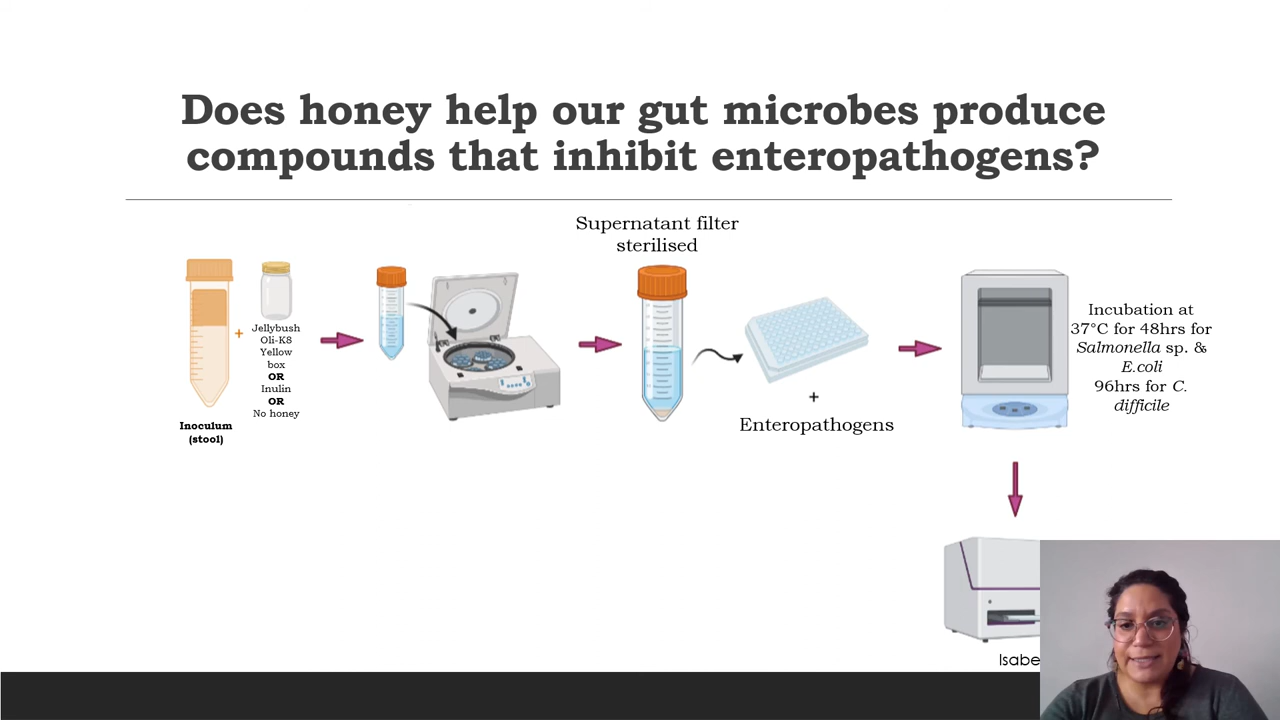 Does honey help our gut microbes produce
compounds that inhibit enteropathogens?
Supernatant filter
sterilised
+
Jellybush
Oli-K8
Yellow
box
OR
Inulin
OR
No honey
Inoculum
(stool)
+
Enteropathogens
Incubation at
37°C for 48hrs for
Salmonella sp. &
E.coli
96hrs for C.
difficile
Isabe